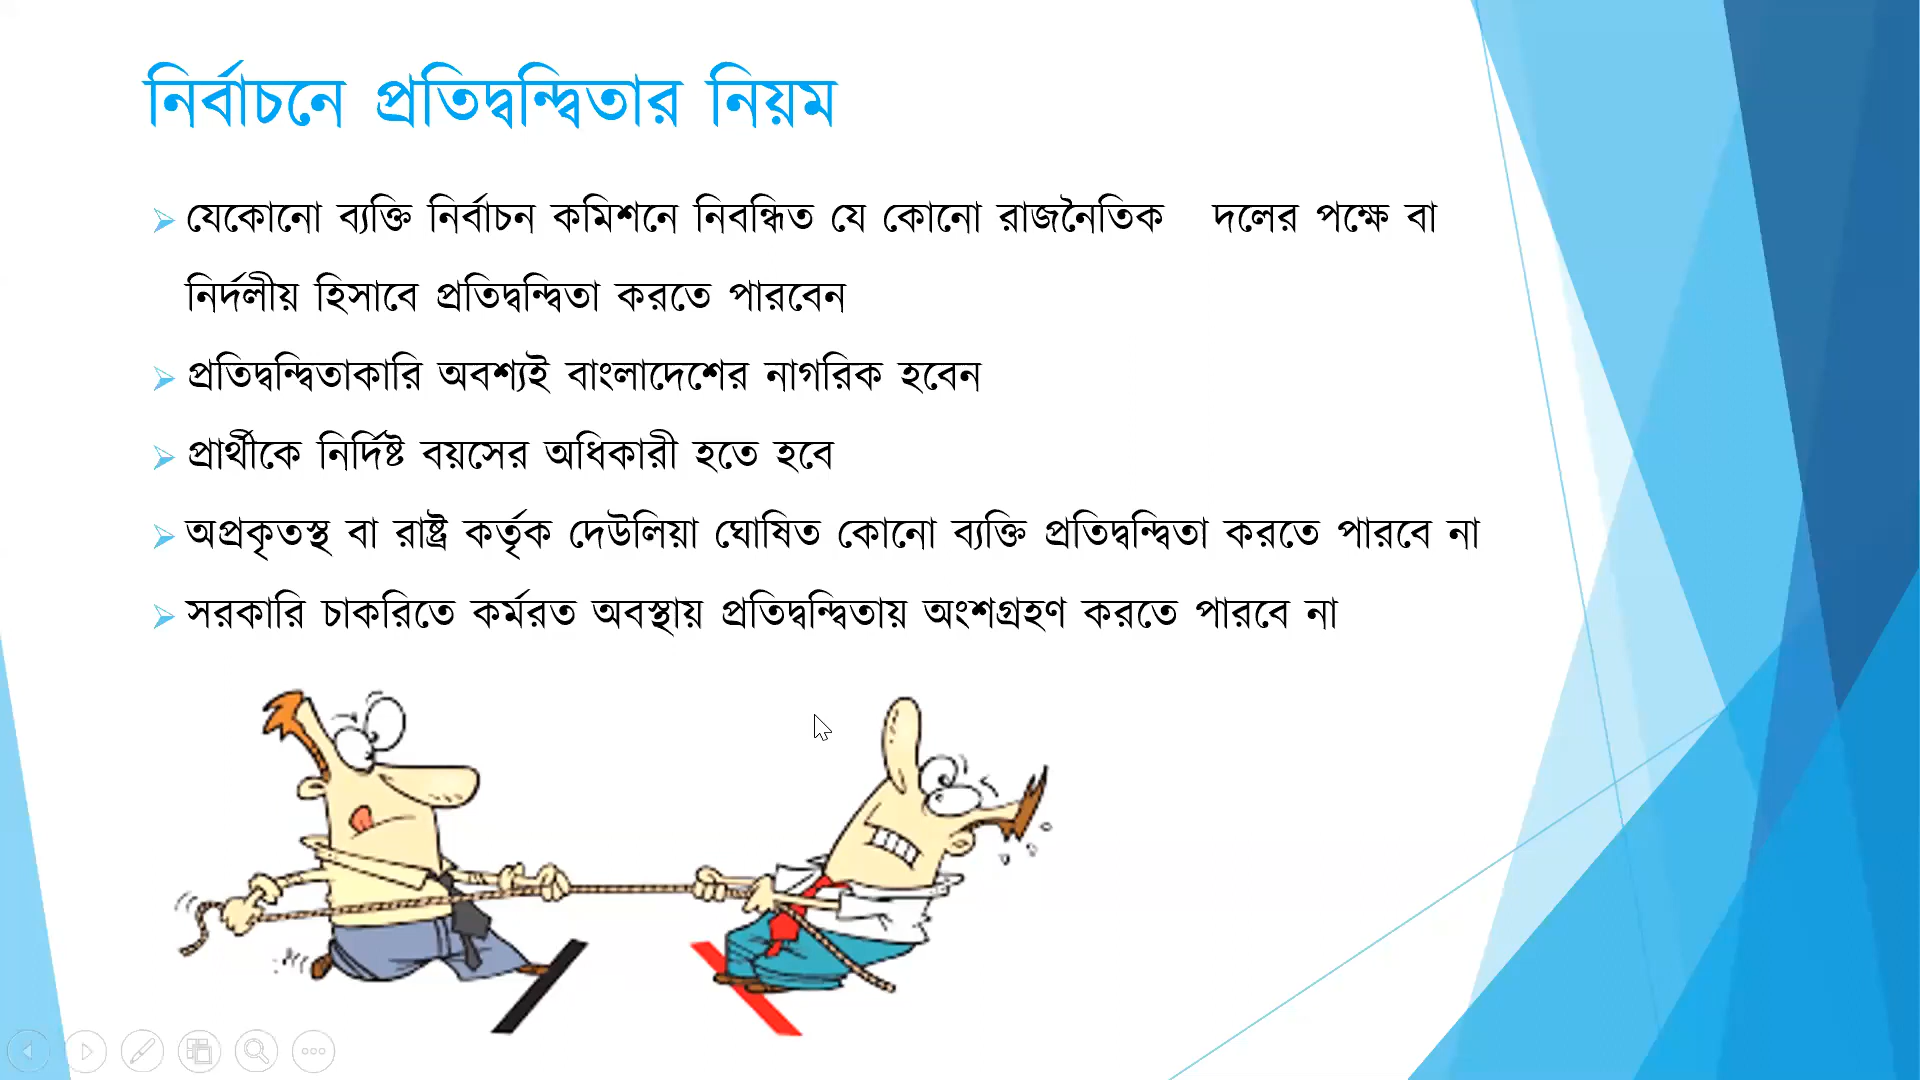 নির্বাচনে প্রতিদ্বন্দ্বিতার নিয়ম
যেকোনো ব্যক্তি নির্বাচন কমিশনে নিবন্ধিত যে কোনো রাজনৈতিক দলের পক্ষে বা
নির্দলীয় হিসাবে প্রতিদ্বন্দ্বিতা করতে পারবেন
প্রতিদ্বন্দ্বিতাকারি অবশ্যই বাংলাদেশের নাগরিক হবেন
প্রার্থীকে নির্দিষ্ট বয়সের অধিকারী হতে হবে
অপ্রকৃতস্থ বা রাষ্ট্র কর্তৃক দেউলিয়া ঘোষিত কোনো ব্যক্তি প্রতিদ্বন্দ্বিতা করতে পারবে না
সরকারি চাকরিতে কর্মরত অবস্থায় প্রতিদ্বন্দ্বিতায় অংশগ্রহণ করতে পারবে না